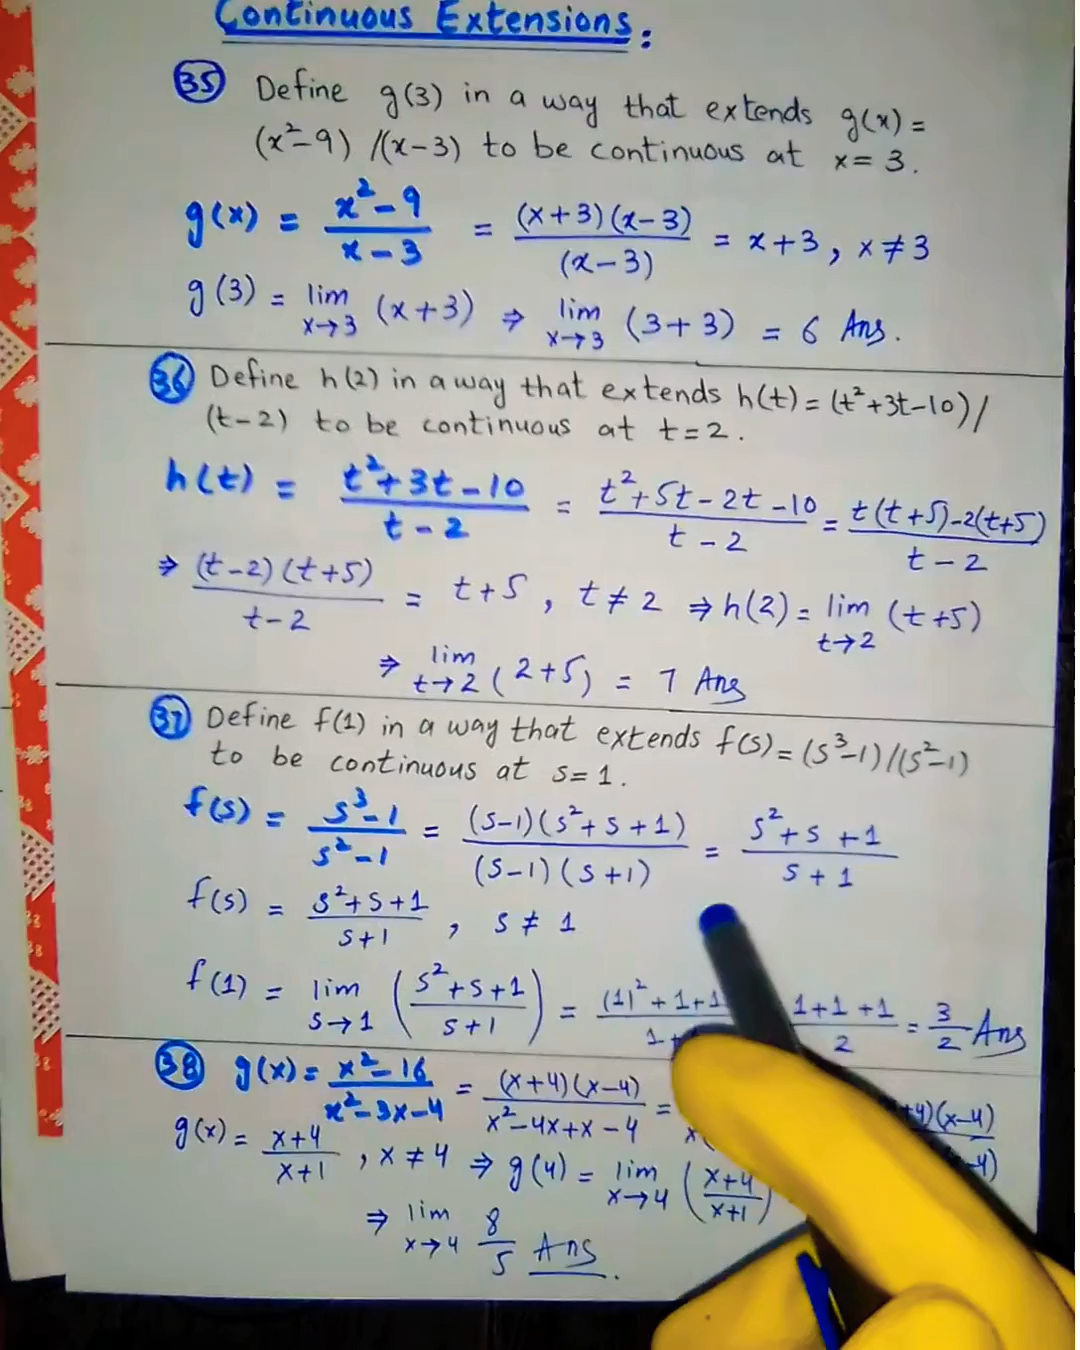 Continuous Extensions:
35 Define g(3) in a way that extends g(x) =
(x²-9)/(x-3) to be continuous at x = 3.
g(x) = x²-9 / x-3 = (x+3)(x-3) / (x-3) = x+3, x≠3
g(3) = lim x→3 (x+3) ⇒ lim x→3 (3+3) = 6 Ans.
36 Define h(2) in a way that extends h(t) = (t²+3t-10)/
(t-2) to be continuous at t=2.
h(t) = t²+3t-10 / t-2 = t²+5t-2t-10 / t-2 = t(t+5)-2(t+5) / t-2
⇒ (t-2)(t+5) / t-2 = t+5, t≠2 ⇒ h(2) = lim t→2 (t+5)
⇒ lim t→2 (2+5) = 7 Ans
37 Define f(1) in a way that extends f(s) = (s³-1)/(s²-1)
to be continuous at s=1.
f(s) = s³-1 / s²-1 = (s-1)(s²+s+1) / (s-1)(s+1) = s²+s+1 / s+1
f(s) = s²+s+1 / s+1, s≠1
f(1) = lim s→1 (s²+s+1 / s+1) = (1)²+1+1 / 1+ 1+1+1 / 2 = 3/2 Ans
38 g(x) = x²-16 / x²-3x-4 = (x+4)(x-4) / x²-4x+x-4 = +4)(x-4)
g(x) = x+4 / x+1, x≠4 ⇒ g(4) = lim x→4 (x+4 / x+1)
⇒ lim x→4 8/5 Ans.